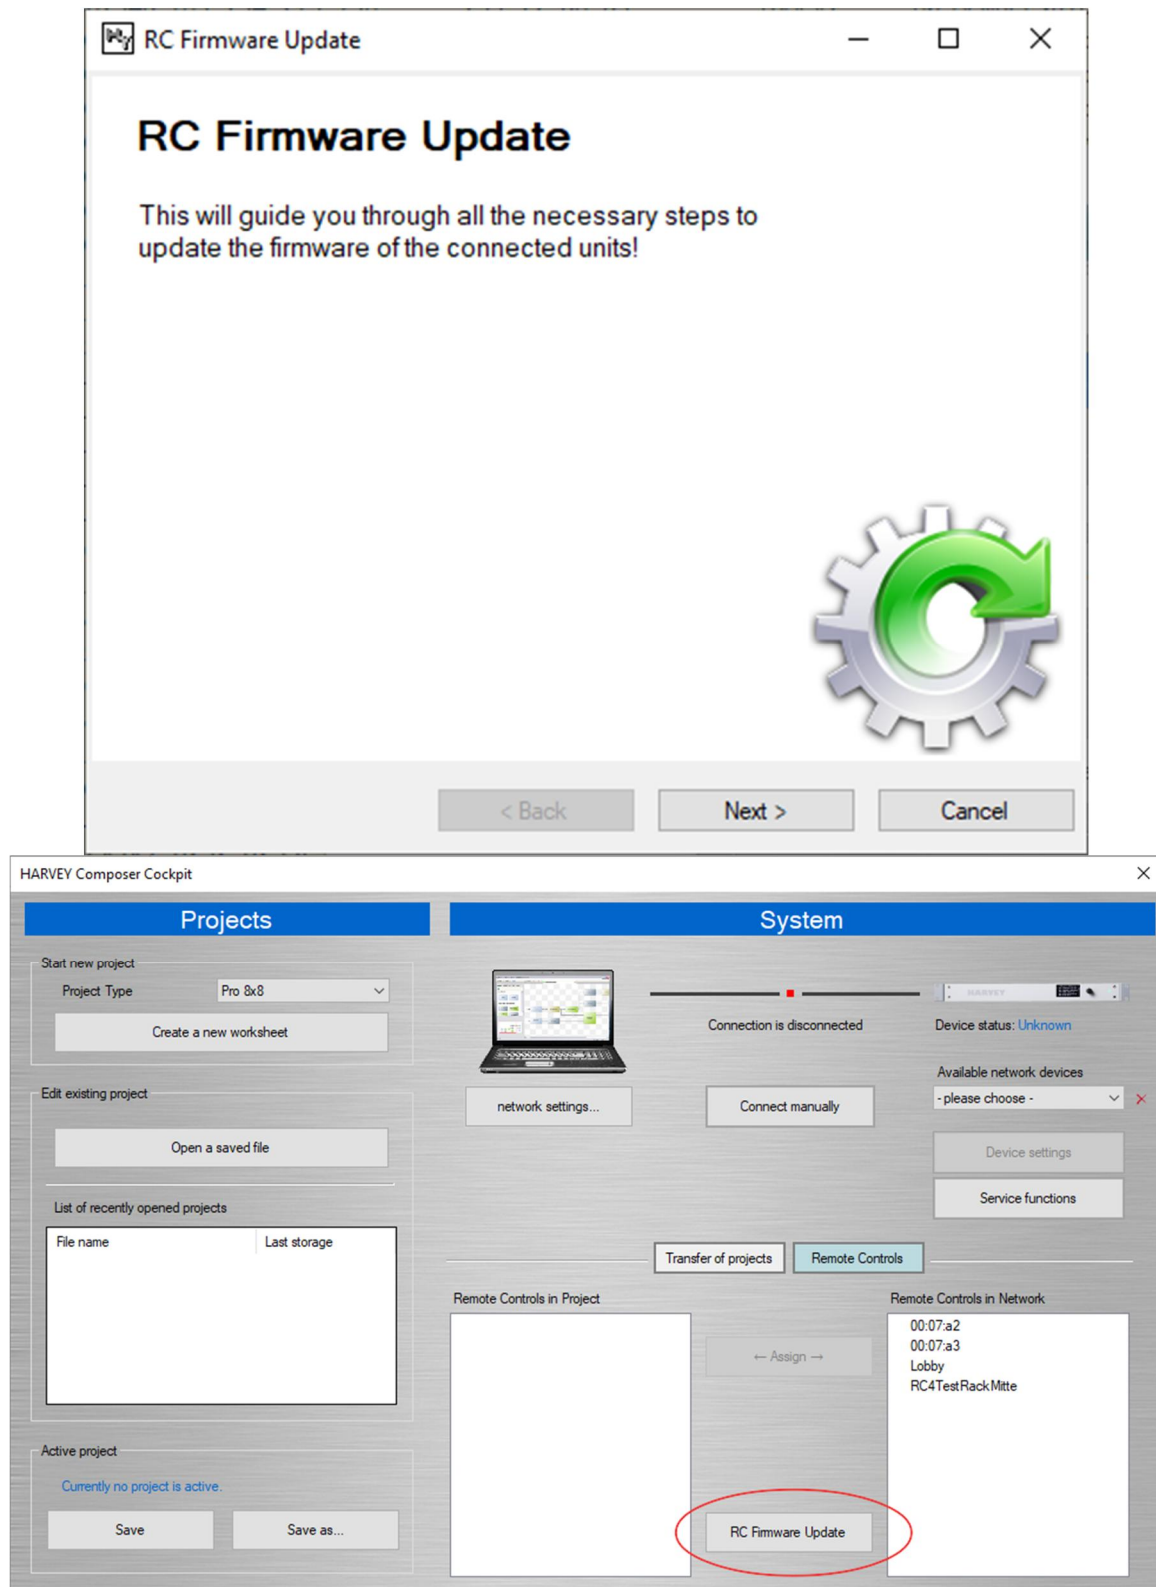 RC Firmware Update
RC Firmware Update
This will guide you through all the necessary steps to
update the firmware of the connected units!
< Back
Next >
Cancel
HARVEY Composer Cockpit
Projects
System
Start new project
Project Type
Pro 8x8
Create a new worksheet
Edit existing project
Open a saved file
List of recently opened projects
File name
Last storage
Active project
Currently no project is active.
Save
Save as...
Connection is disconnected
HARVEY
Device status: Unknown
Available network devices
- please choose -
network settings...
Connect manually
Device settings
Service functions
Transfer of projects
Remote Controls
Remote Controls in Project
← Assign →
RC Firmware Update
Remote Controls in Network
00:07:a2
00:07:a3
Lobby
RC4TestRackMitte